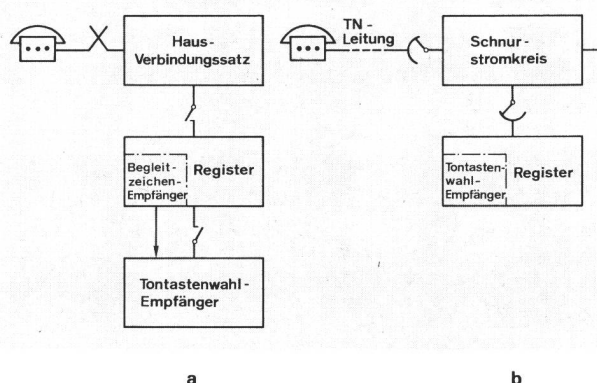 Haus-
Verbindungssatz
Begleit-
zeichen-
Empfänger
Register
Tontastenwahl-
Empfänger
a
TN-
Leitung
Schnur-
stromkreis
Tontasten-
wahl-
Empfänger
Register
b